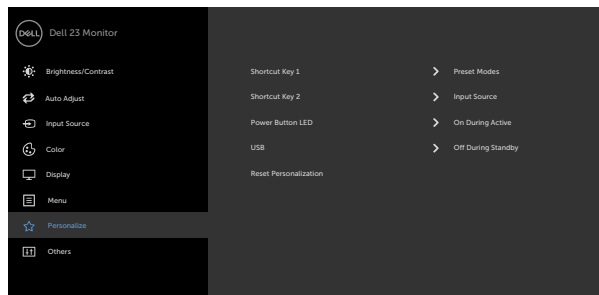 DELL Dell 23 Monitor
Brightness/Contrast
Auto Adjust
Input Source
Color
Display
Menu
Personalize
Others
Shortcut Key 1 Preset Modes
Shortcut Key 2 Input Source
Power Button LED On During Active
USB Off During Standby
Reset Personalization